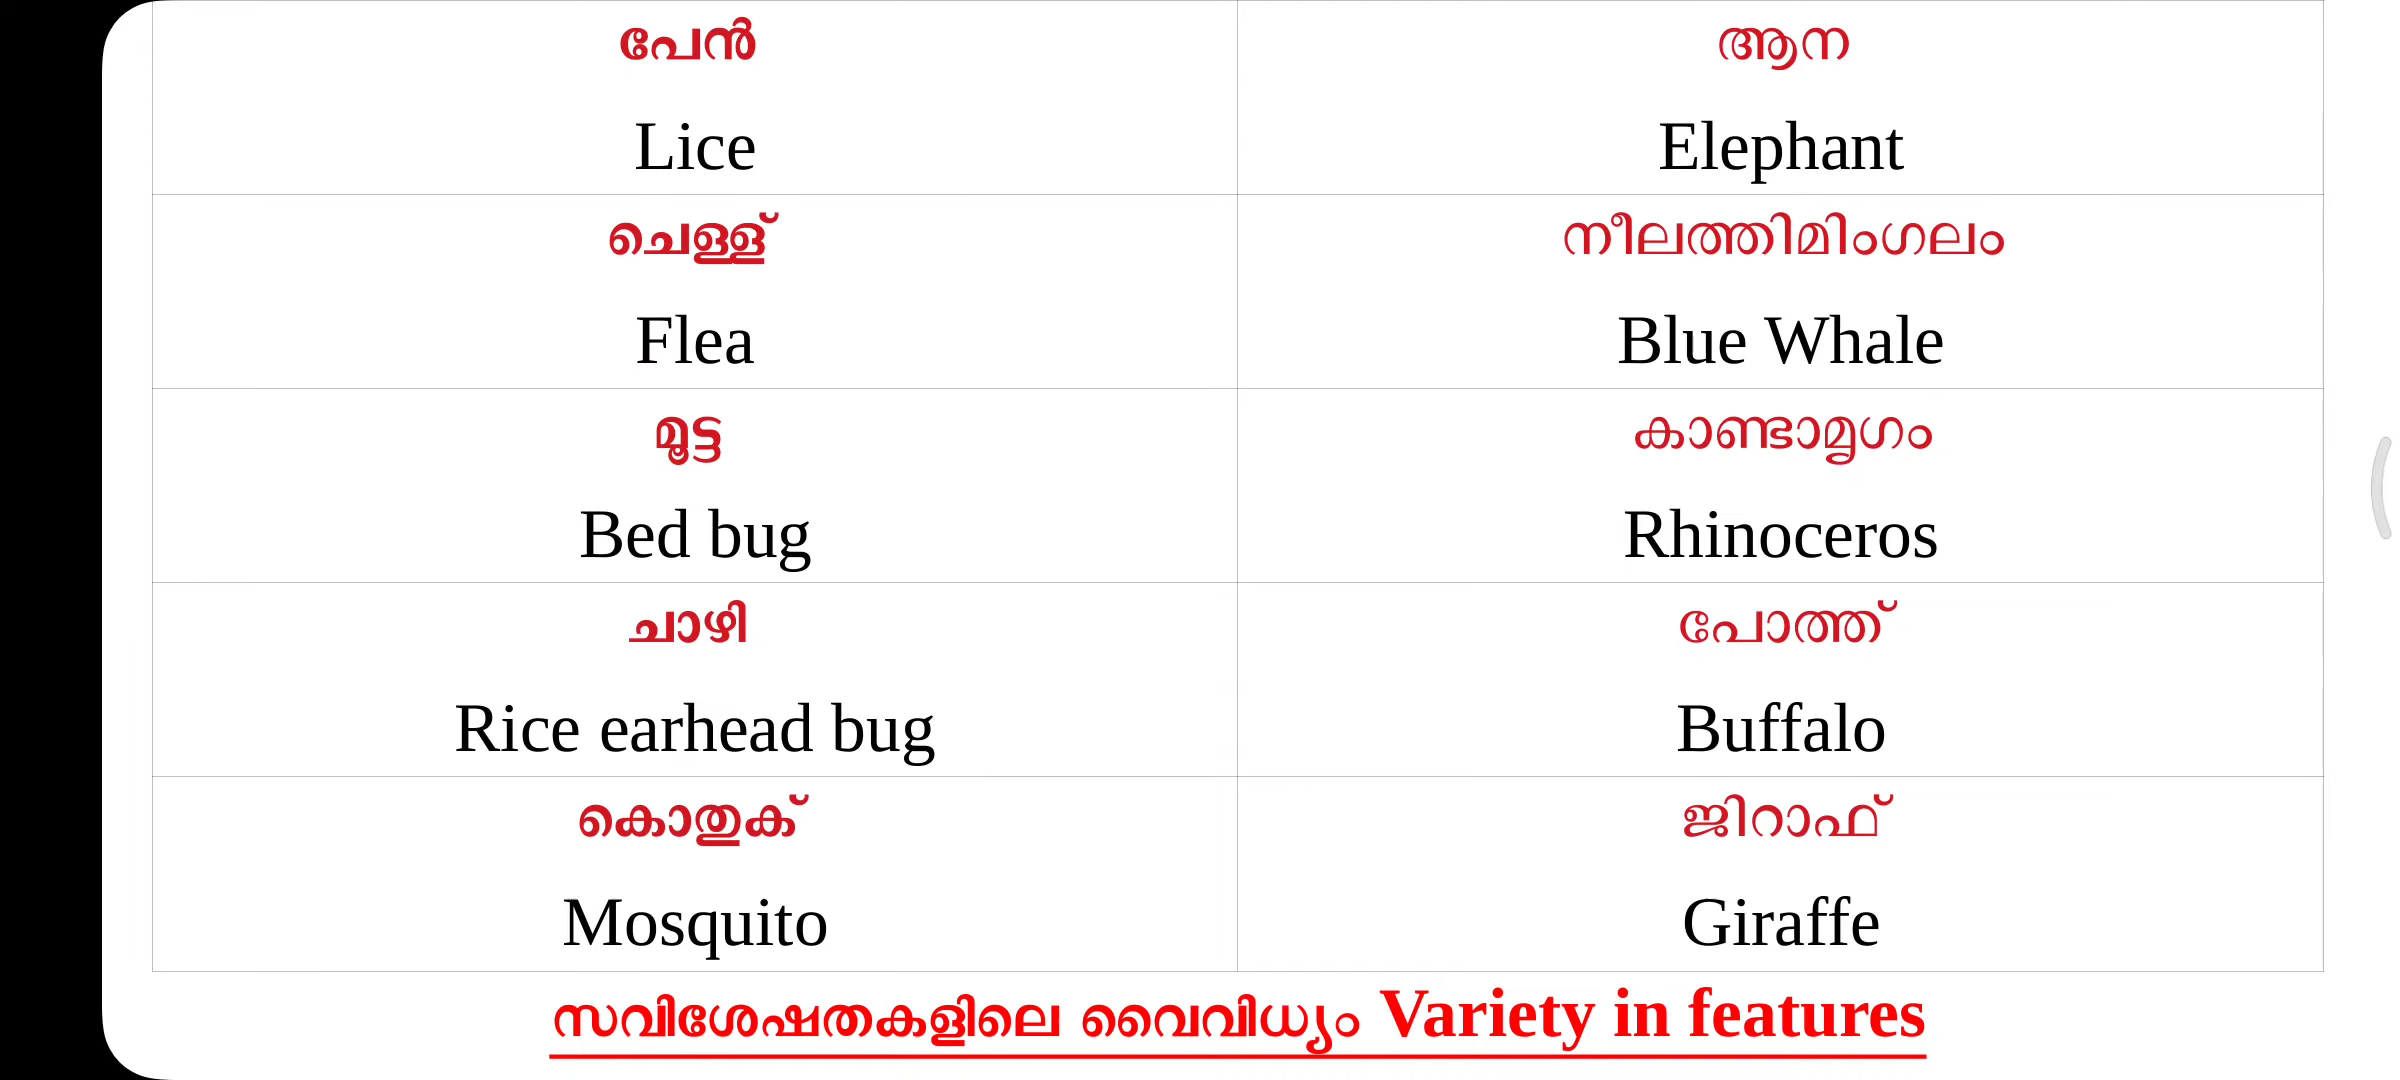 പേൻ
Lice
ആന
Elephant
ചെള്ള്
Flea
നീലത്തിമിംഗലം
Blue Whale
മൂട്ട
Bed bug
കാണ്ടാമൃഗം
Rhinoceros
ചാഴി
Rice earhead bug
പോത്ത്
Buffalo
കൊതുക്
Mosquito
ജിറാഫ്
Giraffe
സവിശേഷതകളിലെ വൈവിധ്യം Variety in features